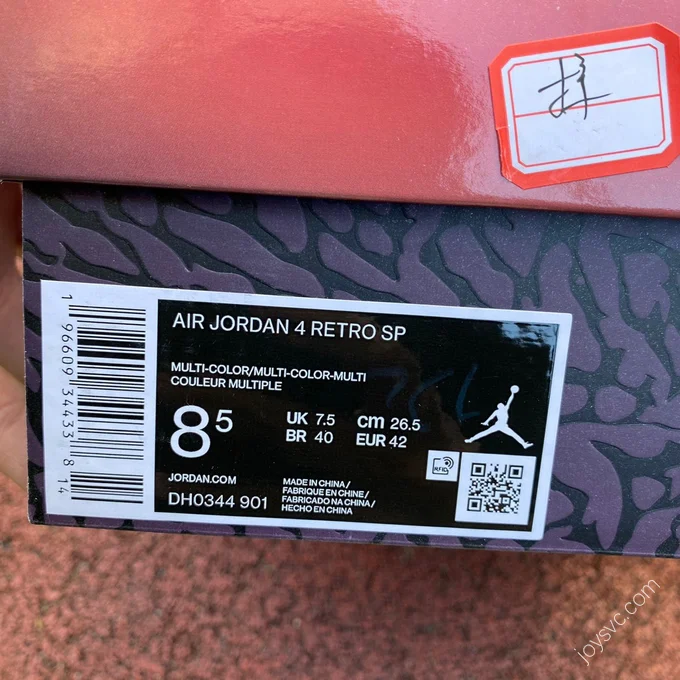 AIR JORDAN 4 RETRO SP
MULTI-COLOR/MULTI-COLOR-MULTI
COULEUR MULTIPLE
8⁵
UK 7.5 cm 26.5
BR 40 EUR 42
JORDAN.COM
DH0344 901
MADE IN CHINA/
FABRIQUE EN CHINE/
FABRICADO NA CHINA/
HECHO EN CHINA
RFID
1 96609 34433 8 14
joysvc.com